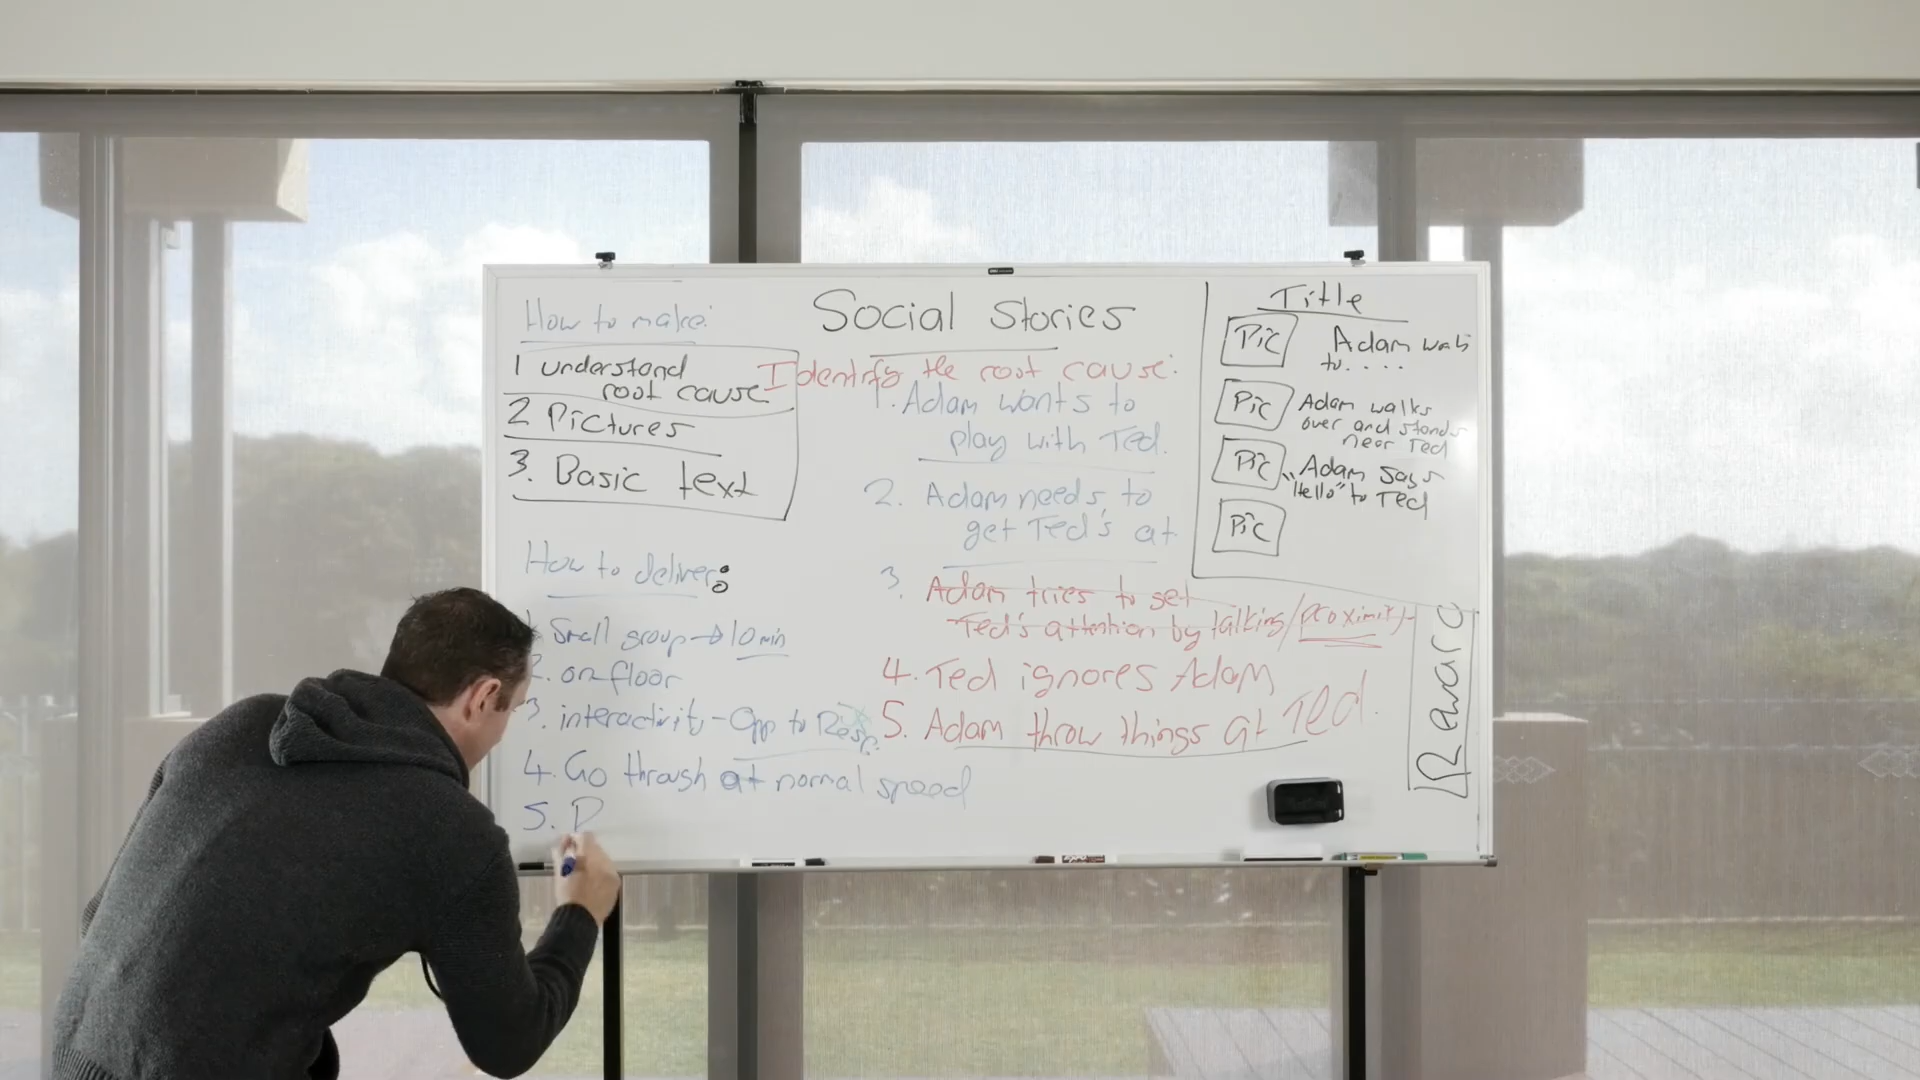 Social Stories
How to make:
1 understand
root cause
2 Pictures
3. Basic text
How to deliver:
Small group → 10 min
2. on floor
3. interactivity - Opp to Resp.
4. Go through at normal speed
5. P
Identify the root cause:
1. Adam wants to
play with Ted.
2. Adam needs to
get Ted's at
3. Adam tries to get
Ted's attention by talking/proximity
4. Ted ignores Adam
5. Adam throw things at Ted.
Title
Pic Adam wats
to....
Pic Adam walks
over and stands
near Ted
Pic Adam says
"Hello" to Ted
Pic
Reward